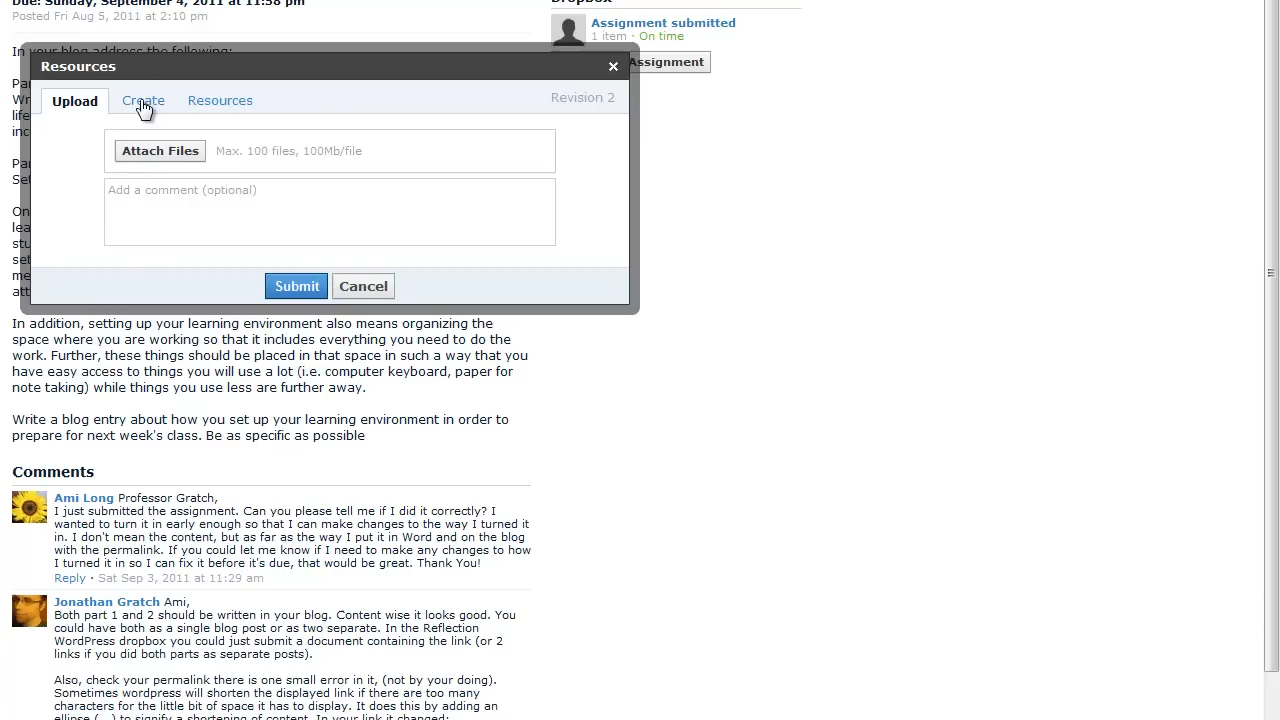 Due: Sunday, September 4, 2011 at 11:58 pm
Posted Fri Aug 5, 2011 at 2:10 pm
Dropbox
Assignment submitted
1 item · On time
Assignment
In your blog address the following:
Resources
Upload
Create
Resources
Revision 2
Attach Files
Max. 100 files, 100Mb/file
Add a comment (optional)
Submit
Cancel
In addition, setting up your learning environment also means organizing the
space where you are working so that it includes everything you need to do the
work. Further, these things should be placed in that space in such a way that you
have easy access to things you will use a lot (i.e. computer keyboard, paper for
note taking) while things you use less are further away.
Write a blog entry about how you set up your learning environment in order to
prepare for next week's class. Be as specific as possible
Comments
Ami Long Professor Gratch,
I just submitted the assignment. Can you please tell me if I did it correctly? I
wanted to turn it in early enough so that I can make changes to the way I turned it
in. I don't mean the content, but as far as the way I put it in Word and on the blog
with the permalink. If you could let me know if I need to make any changes to how
I turned it in so I can fix it before it's due, that would be great. Thank You!
Reply · Sat Sep 3, 2011 at 11:29 am
Jonathan Gratch Ami,
Both part 1 and 2 should be written in your blog. Content wise it looks good. You
could have both as a single blog post or as two separate. In the Reflection
WordPress dropbox you could just submit a document containing the link (or 2
links if you did both parts as separate posts).
Also, check your permalink there is one small error in it, (not by your doing).
Sometimes wordpress will shorten the displayed link if there are too many
characters for the little bit of space it has to display. It does this by adding an
ellipse (...) to signify a shortening of content. In your link it changed: